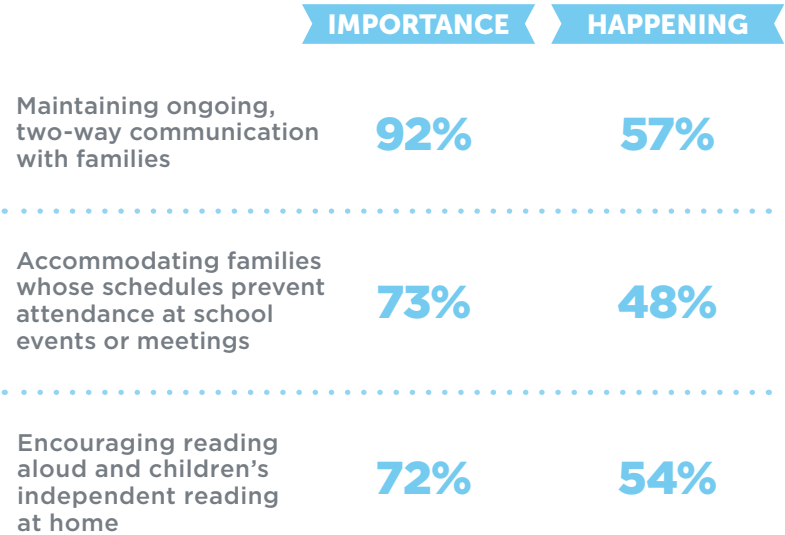 IMPORTANCE HAPPENING
Maintaining ongoing,
two-way communication
with families
92% 57%
Accommodating families
whose schedules prevent
attendance at school
events or meetings
73% 48%
Encouraging reading
aloud and children’s
independent reading
at home
72% 54%